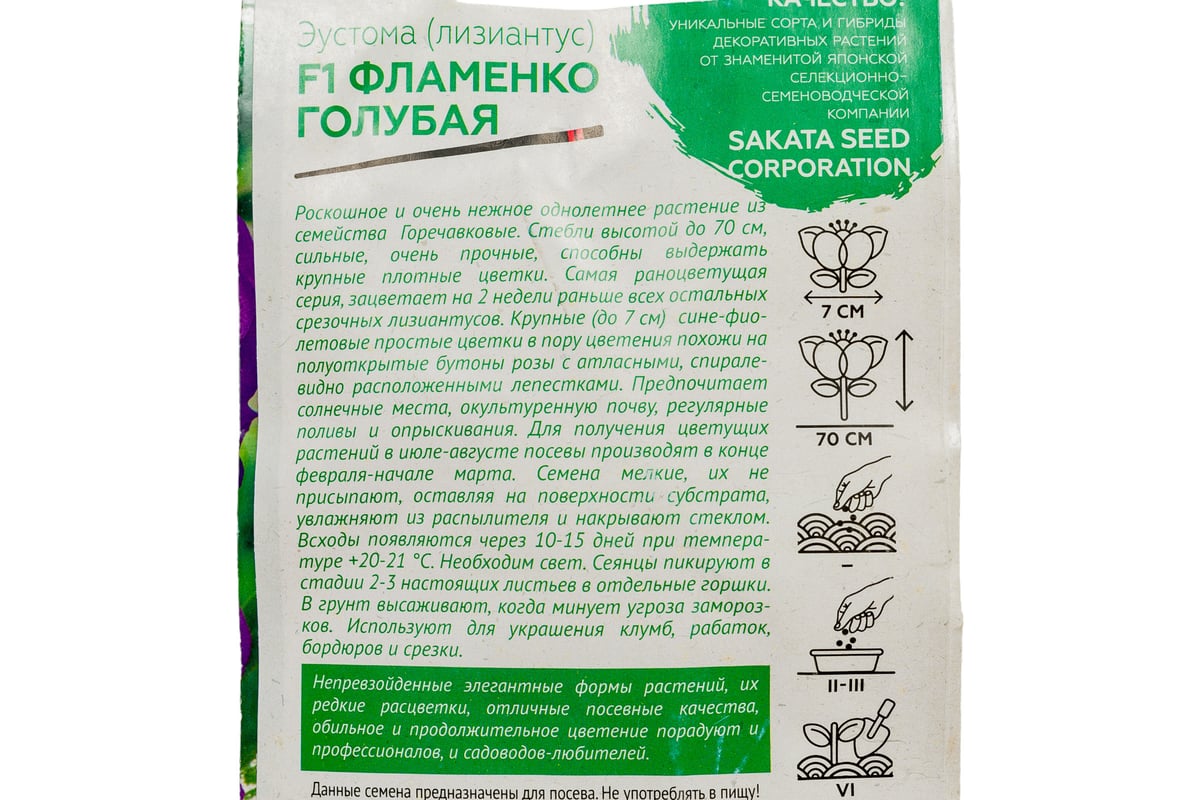 Эустома (лизиантус)
F1 ФЛАМЕНКО
ГОЛУБАЯ
КАЧЕСТВО:
УНИКАЛЬНЫЕ СОРТА И ГИБРИДЫ
ДЕКОРАТИВНЫХ РАСТЕНИЙ
ОТ ЗНАМЕНИТОЙ ЯПОНСКОЙ
СЕЛЕКЦИОННО-
СЕМЕНОВОДЧЕСКОЙ
КОМПАНИИ
SAKATA SEED
CORPORATION
Роскошное и очень нежное однолетнее растение из
семейства Горечавковые. Стебли высотой до 70 см,
сильные, очень прочные, способны выдержать
крупные плотные цветки. Самая раноцветущая
серия, зацветает на 2 недели раньше всех остальных
срезочных лизиантусов. Крупные (до 7 см) сине-фио-
летовые простые цветки в пору цветения похожи на
полуоткрытые бутоны розы с атласными, спирале-
видно расположенными лепестками. Предпочитает
солнечные места, окультуренную почву, регулярные
поливы и опрыскивания. Для получения цветущих
растений в июле-августе посевы производят в конце
февраля-начале марта. Семена мелкие, их не
присыпают, оставляя на поверхности субстрата,
увлажняют из распылителя и накрывают стеклом.
Всходы появляются через 10-15 дней при темпера-
туре +20-21 °С. Необходим свет. Сеянцы пикируют в
стадии 2-3 настоящих листьев в отдельные горшки.
В грунт высаживают, когда минует угроза замороз-
ков. Используют для украшения клумб, рабаток,
бордюров и срезки.
Непревзойденные элегантные формы растений, их
редкие расцветки, отличные посевные качества,
обильное и продолжительное цветение порадуют и
профессионалов, и садоводов-любителей.
Данные семена предназначены для посева. Не употреблять в пищу!
7 СМ
70 СМ
–
II-III
VI